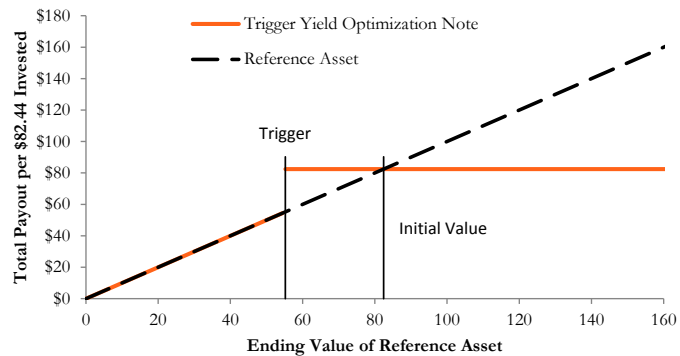 $180
$160
$140
$120
$100
$80
$60
$40
$20
$0
Total Payout per $82.44 Invested
Trigger Yield Optimization Note
Reference Asset
Trigger
Initial Value
0 20 40 60 80 100 120 140 160
Ending Value of Reference Asset